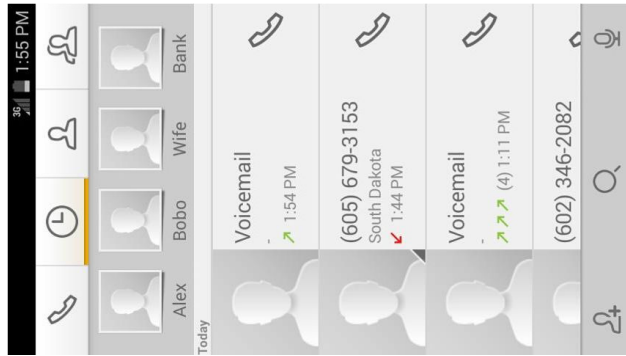 3G 1:55 PM
Alex Bobo Wife Bank
Today
Voicemail
-
1:54 PM
(605) 679-3153
South Dakota
1:44 PM
Voicemail
-
(4) 1:11 PM
(602) 346-2082